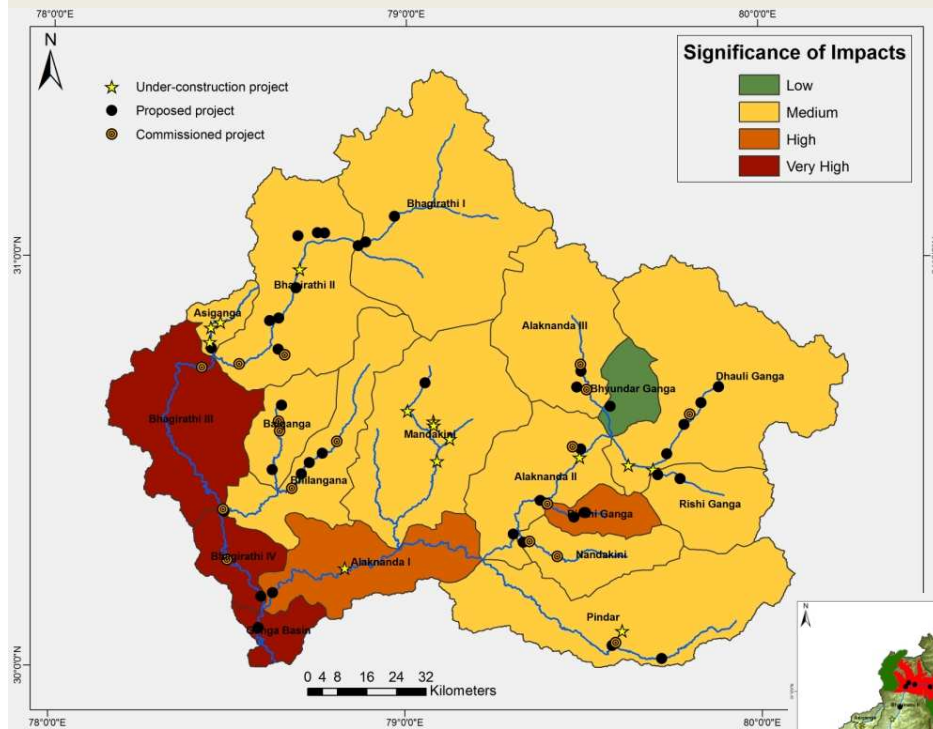 78°0'0"E
79°0'0"E
80°0'0"E
N
Under-construction project
Proposed project
Commissioned project
Significance of Impacts
Low
Medium
High
Very High
31°0'0"N
Bhagirathi I
Bhagirathi II
Asiganga
Alaknanda III
Bhyundar Ganga
Dhauli Ganga
Bhagirathi III
Balganga
Mandakini
Bhilangana
Alaknanda II
Rishi Ganga
Nandakini
Bhagirathi IV
Alaknanda I
Pindar
Ganga Basin
30°0'0"N
0 4 8 16 24 32
Kilometers
78°0'0"E
79°0'0"E
80°0'0"E
N